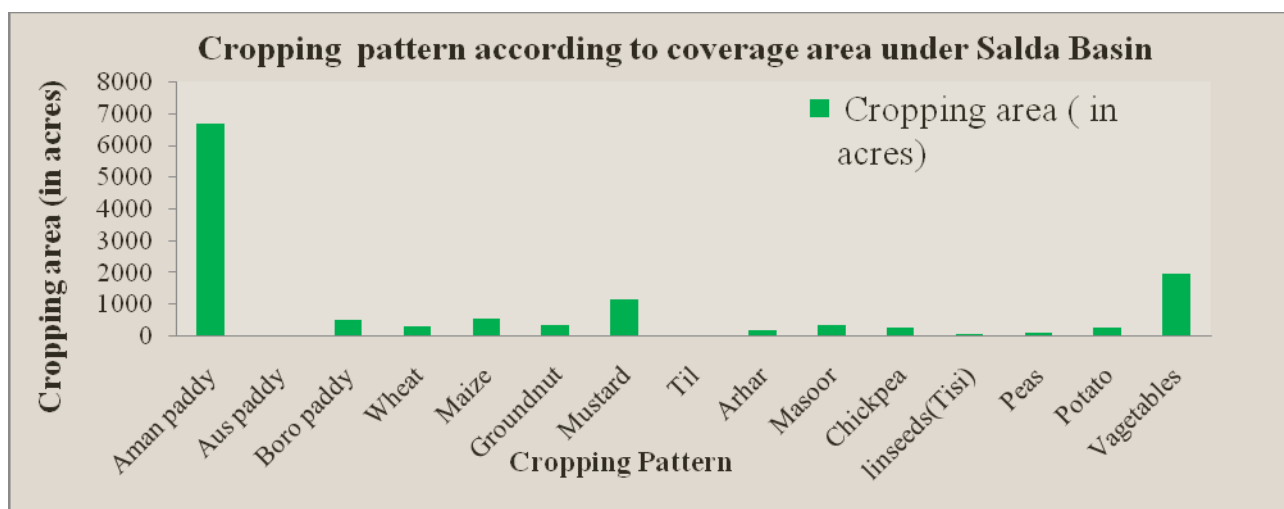 Cropping pattern according to coverage area under Salda Basin
Cropping area (in acres)
8000
7000
6000
5000
4000
3000
2000
1000
0
Cropping area ( in
acres)
Aman paddy
Aus paddy
Boro paddy
Wheat
Maize
Groundnut
Mustard
Til
Arhar
Masoor
Chickpea
linseeds(Tisi)
Peas
Potato
Vagetables
Cropping Pattern